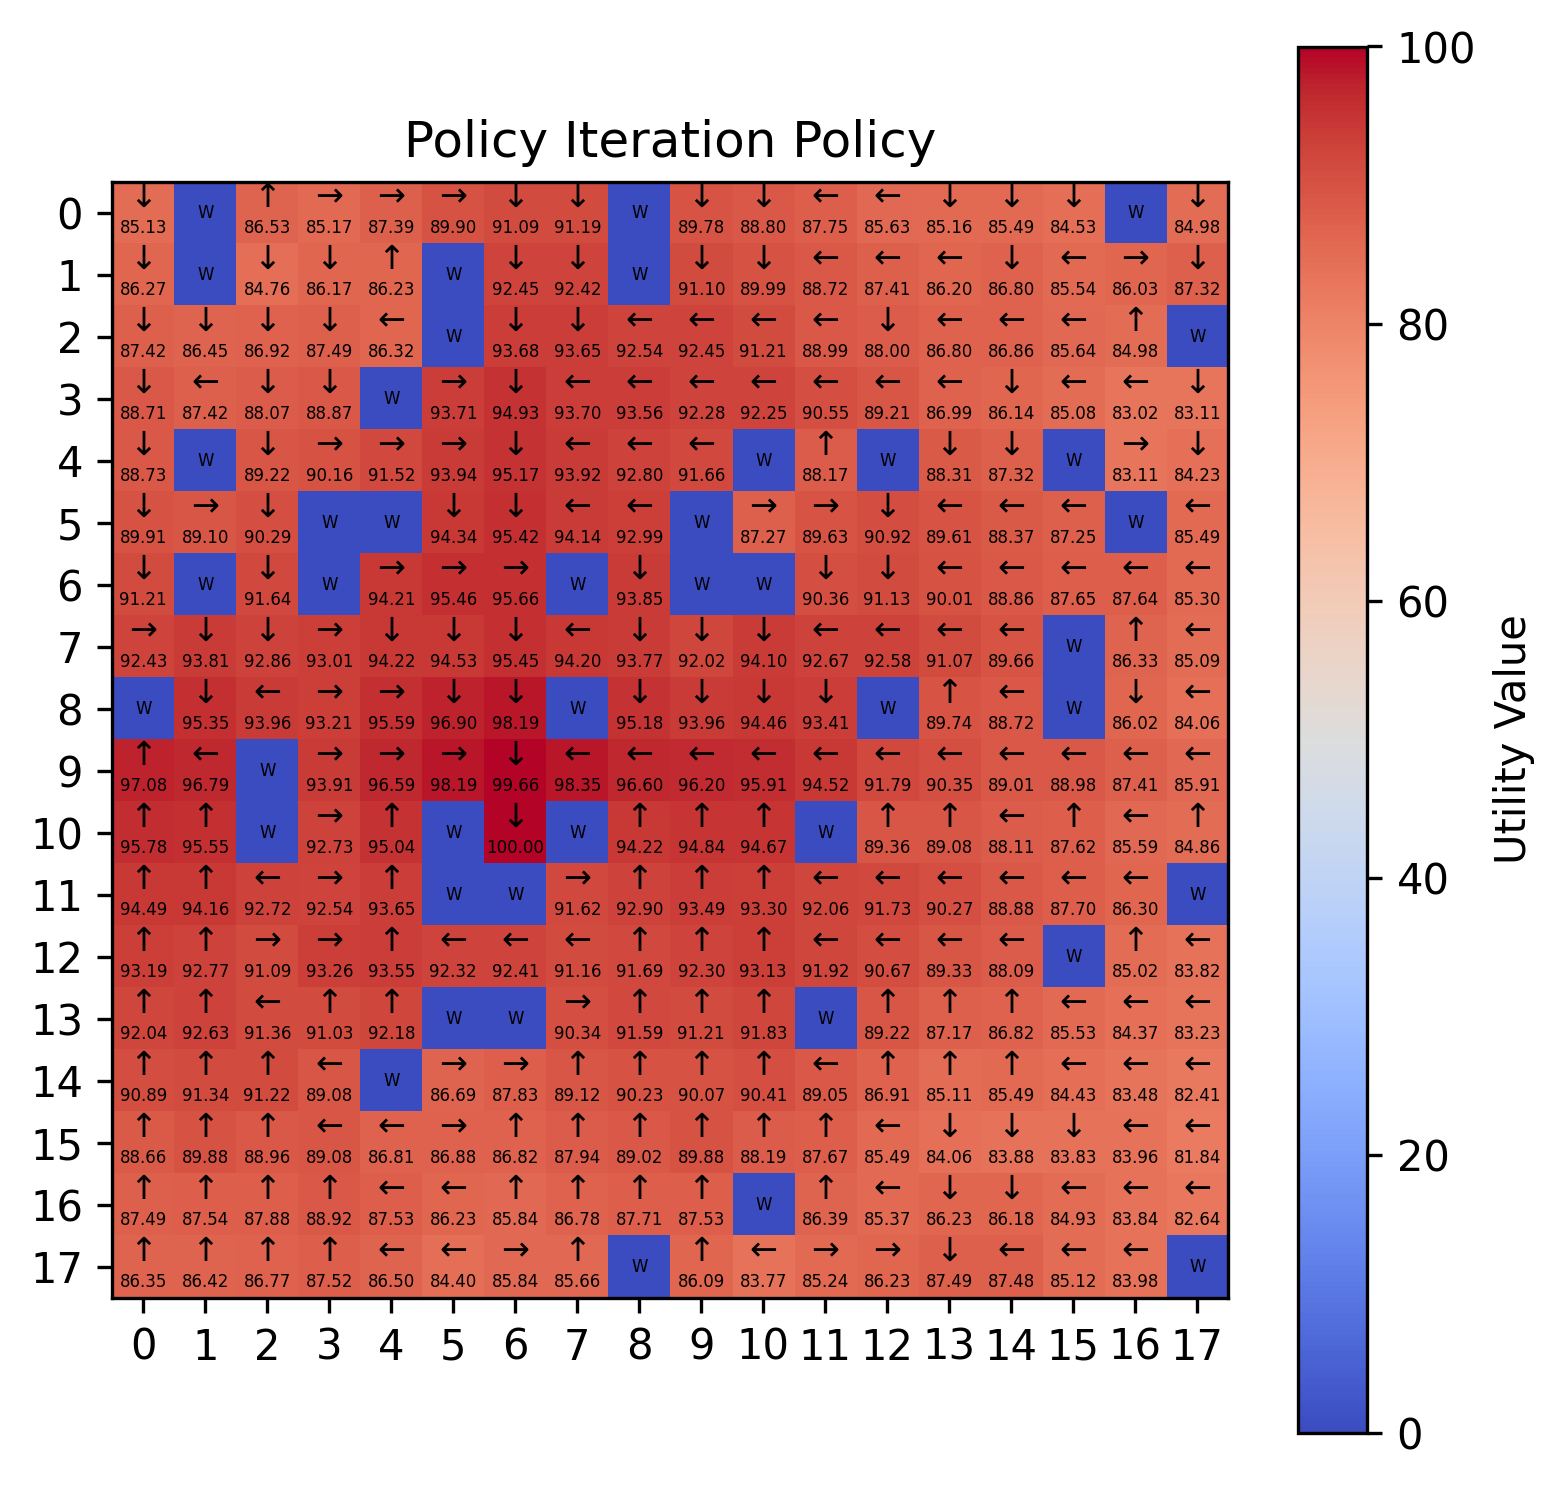 Policy Iteration Policy
0 ↓ W ↑ → → → ↓ ↓ W ↓ ↓ ← ← ↓ ↓ ↓ W ↓
85.13 86.53 85.17 87.39 89.90 91.09 91.19 89.78 88.80 87.75 85.63 85.16 85.49 84.53 84.98
1 ↓ W ↓ ↓ ↑ W ↓ ↓ W ↓ ↓ ← ← ← ↓ ← → ↓
86.27 84.76 86.17 86.23 92.45 92.42 91.10 89.99 88.72 87.41 86.20 86.80 85.54 86.03 87.32
2 ↓ ↓ ↓ ↓ ← W ↓ ↓ ← ← ← ← ↓ ← ← ← ↑ W
87.42 86.45 86.92 87.49 86.32 93.68 93.65 92.54 92.45 91.21 88.99 88.00 86.80 86.86 85.64 84.98
3 ↓ ← ↓ ↓ W → ↓ ← ← ← ← ← ← ← ↓ ← ← ↓
88.71 87.42 88.07 88.87 93.71 94.93 93.70 93.56 92.28 92.25 90.55 89.21 86.99 86.14 85.08 83.02 83.11
4 ↓ W ↓ → → → ↓ ← ← ← W ↑ W ↓ ↓ W → ↓
88.73 89.22 90.16 91.52 93.94 95.17 93.92 92.80 91.66 88.17 88.31 87.32 83.11 84.23
5 ↓ → ↓ W W ↓ ↓ ← ← W → → ↓ ← ← ← W ←
89.91 89.10 90.29 94.34 95.42 94.14 92.99 87.27 89.63 90.92 89.61 88.37 87.25 85.49
6 ↓ W ↓ W → → → W ↓ W W ↓ ↓ ← ← ← ← ←
91.21 91.64 94.21 95.46 95.66 93.85 90.36 91.13 90.01 88.86 87.65 87.64 85.30
7 → ↓ ↓ → ↓ ↓ ↓ ← ↓ ↓ ↓ ← ← ← ← W ↑ ←
92.43 93.81 92.86 93.01 94.22 94.53 95.45 94.20 93.77 92.02 94.10 92.67 92.58 91.07 89.66 86.33 85.09
8 W ↓ ← → → ↓ ↓ W ↓ ↓ ↓ ↓ W ↑ ← W ↓ ←
95.35 93.96 93.21 95.59 96.90 98.19 95.18 93.96 94.46 93.41 89.74 88.72 86.02 84.06
9 ↑ ← W → → → ↓ ← ← ← ← ← ← ← ← ← ← ←
97.08 96.79 93.91 96.59 98.19 99.66 98.35 96.60 96.20 95.91 94.52 91.79 90.35 89.01 88.98 87.41 85.91
10 ↑ ↑ W → ↑ W ↓ W ↑ ↑ ↑ W ↑ ↑ ← ↑ ← ↑
95.78 95.55 92.73 95.04 100.00 94.22 94.84 94.67 89.36 89.08 88.11 87.62 85.59 84.86
11 ↑ ↑ ← → ↑ W W → ↑ ↑ ↑ ← ← ← ← ← ← W
94.49 94.16 92.72 92.54 93.65 91.62 92.90 93.49 93.30 92.06 91.73 90.27 88.88 87.70 86.30
12 ↑ ↑ → → ↑ ← ← ← ↑ ↑ ↑ ← ← ← ← W ↑ ←
93.19 92.77 91.09 93.26 93.55 92.32 92.41 91.16 91.69 92.30 93.13 91.92 90.67 89.33 88.09 85.02 83.82
13 ↑ ↑ ← ↑ ↑ W W → ↑ ↑ ↑ W ↑ ↑ ↑ ← ← ←
92.04 92.63 91.36 91.03 92.18 90.34 91.59 91.21 91.83 89.22 87.17 86.82 85.53 84.37 83.23
14 ↑ ↑ ↑ ← W → → ↑ ↑ ↑ ↑ ← ↑ ↑ ↑ ← ← ←
90.89 91.34 91.22 89.08 86.69 87.83 89.12 90.23 90.07 90.41 89.05 86.91 85.11 85.49 84.43 83.48 82.41
15 ↑ ↑ ↑ ← ← → ↑ ↑ ↑ ↑ ↑ ↑ ← ↓ ↓ ↓ ← ←
88.66 89.88 88.96 89.08 86.81 86.88 86.82 87.94 89.02 89.88 88.19 87.67 85.49 84.06 83.88 83.83 83.96 81.84
16 ↑ ↑ ↑ ↑ ← ← ↑ ↑ ↑ ↑ W ↑ ← ↓ ↓ ← ← ←
87.49 87.54 87.88 88.92 87.53 86.23 85.84 86.78 87.71 87.53 86.39 85.37 86.23 86.18 84.93 83.84 82.64
17 ↑ ↑ ↑ ↑ ← ← → ↑ W ↑ ← → → ↓ ← ← ← W
86.35 86.42 86.77 87.52 86.50 84.40 85.84 85.66 86.09 83.77 85.24 86.23 87.49 87.48 85.12 83.98
0 1 2 3 4 5 6 7 8 9 10 11 12 13 14 15 16 17
100
80
60
40
20
0
Utility Value